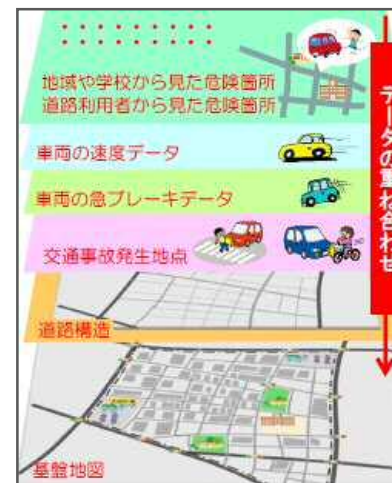 地域や学校から見た危険箇所
道路利用者から見た危険箇所
車両の速度データ
車両の急ブレーキデータ
交通事故発生地点
道路構造
基盤地図
データの重ね合わせ